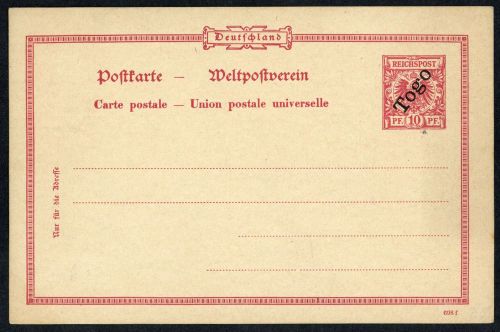 Deutschland
Postkarte — Weltpostverein
Carte postale — Union postale universelle
REICHSPOST
Togo
PF. 10 PF.
Nur für die Adresse